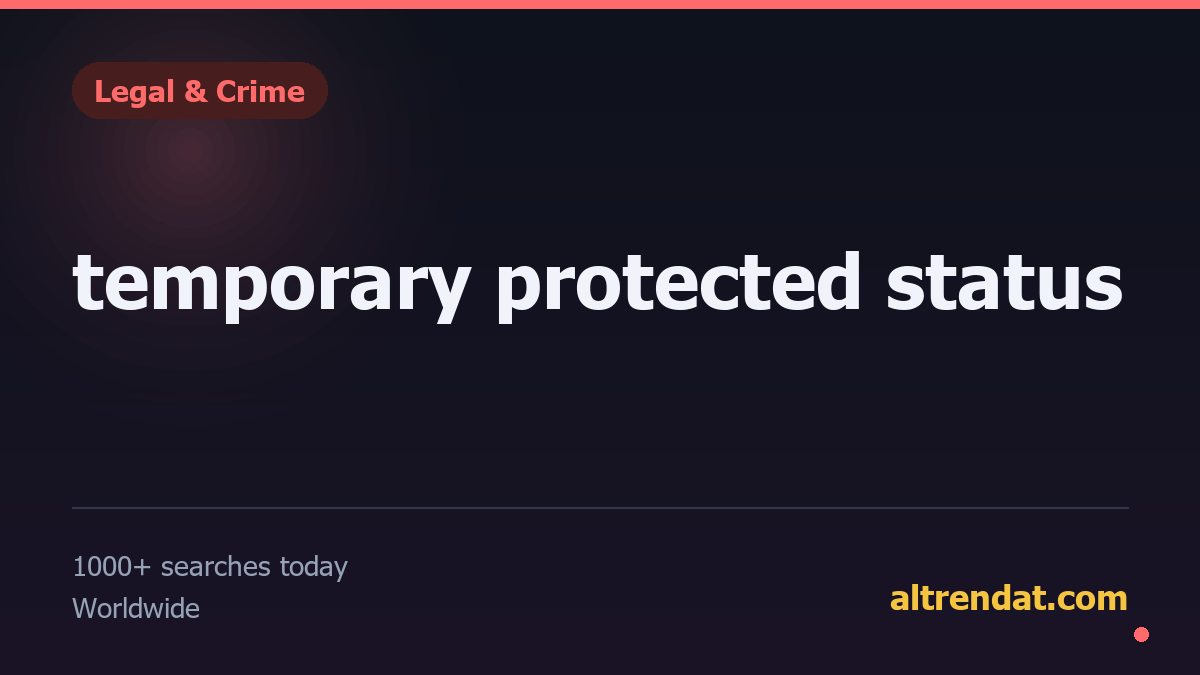 Legal & Crime
temporary protected status
1000+ searches today
Worldwide
altrendat.com